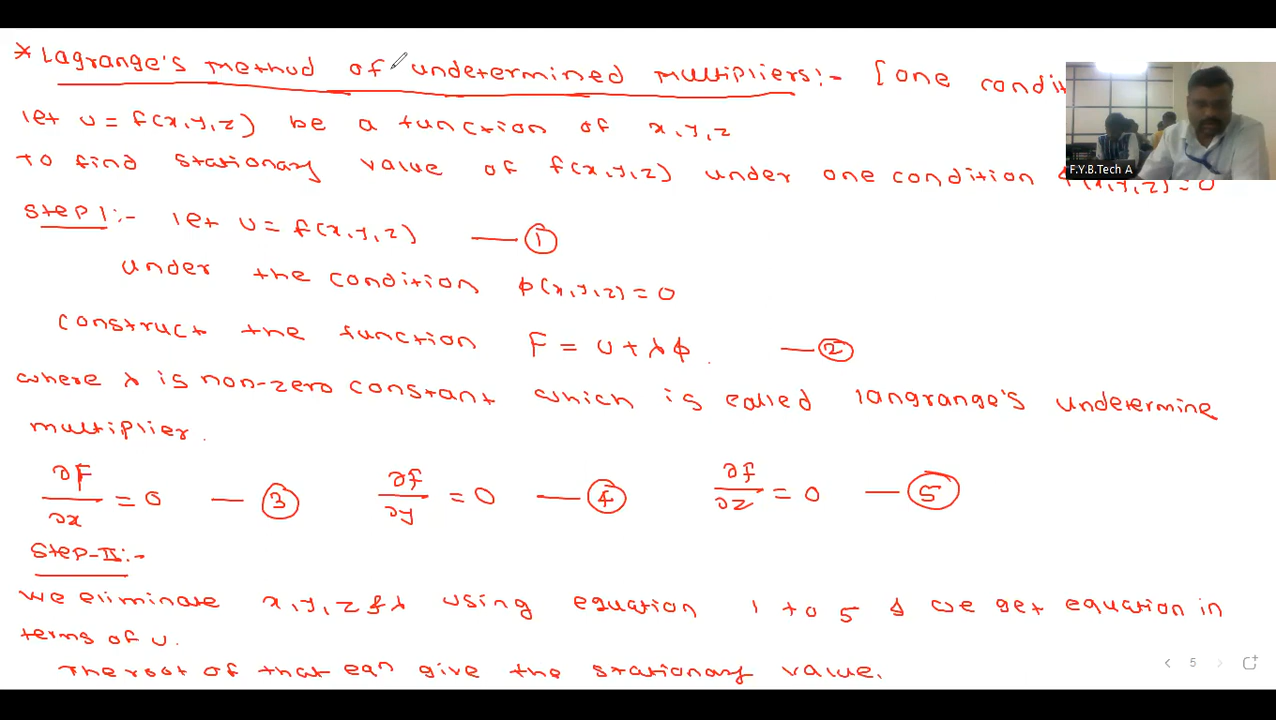 * Lagrange's method of undetermined multipliers:- [one
let u = f(x,y,z) be a function of x,y,z
to find stationary value of f(x,y,z) under one condition
Step 1:- let u = f(x,y,z) — ①
under the condition ϕ(x,y,z) = 0
construct the function F = u + λϕ. — ②
where λ is non-zero constant which is called langrange's undetermine
multiplier.
∂F/∂x = 0 — ③ ∂f/∂y = 0 — ④ ∂f/∂z = 0 — ⑤
Step-II:-
We eliminate x,y,z & λ using equation 1 to 5 & we get equation in
terms of u.
The root of that eqn give the stationary value.
F.Y.B.Tech A
5